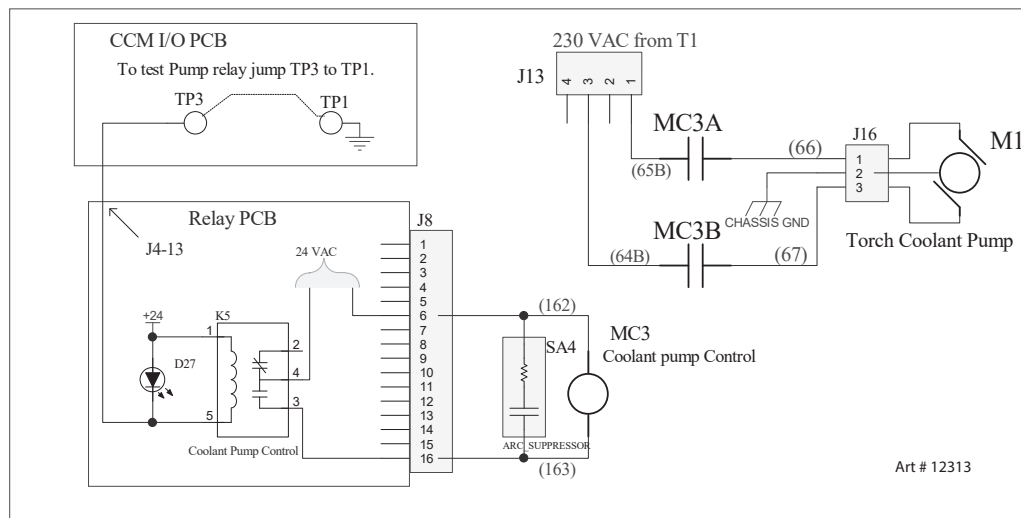 CCM I/O PCB
To test Pump relay jump TP3 to TP1.
TP3
TP1
230 VAC from T1
J13
4
3
2
1
MC3A
(65B)
(66)
J16
1
2
3
M1
CHASSIS GND
MC3B
(64B)
(67)
Torch Coolant Pump
Relay PCB
J4-13
J8
24 VAC
1
2
3
4
5
6
7
8
9
10
11
12
13
14
15
16
+24
D27
K5
1
5
2
4
3
Coolant Pump Control
(162)
SA4
ARC_SUPPRESSOR
(163)
MC3
Coolant pump Control
Art # 12313